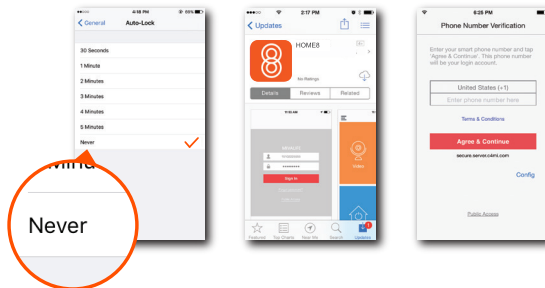 4:18 PM
69%
General
Auto-Lock
30 Seconds
1 Minute
2 Minutes
3 Minutes
4 Minutes
5 Minutes
Never
Never
2:17 PM
Updates
HOME8
No Ratings
Details
Reviews
Related
Sign In
Video
Featured
Top Charts
Near Me
Search
Updates
6:25 PM
Phone Number Verification
Enter your smart phone number and tap
'Agree & Continue'. This phone number
will be your login account.
United States (+1)
Enter phone number here
Terms & Conditions
Agree & Continue
secure.server.c4mi.com
Config
Public Access